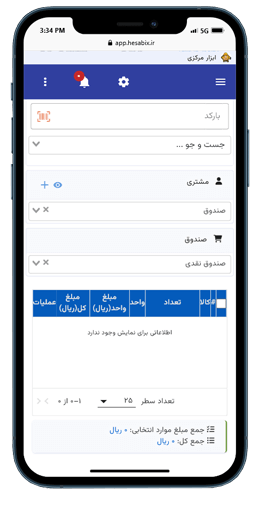 3:34 PM
5G
app.hesabix.ir
ابزار مرکزی
بارکد
جست و جو ...
مشتری
صندوق
صندوق
صندوق نقدی
# کالا تعداد واحد مبلغ واحد(ریال) مبلغ کل(ریال) عملیات
اطلاعاتی برای نمایش وجود ندارد
تعداد سطر ۲۵ ۰–۱ از ۰
جمع مبلغ موارد انتخابی: ۰ ریال
جمع کل: ۰ ریال